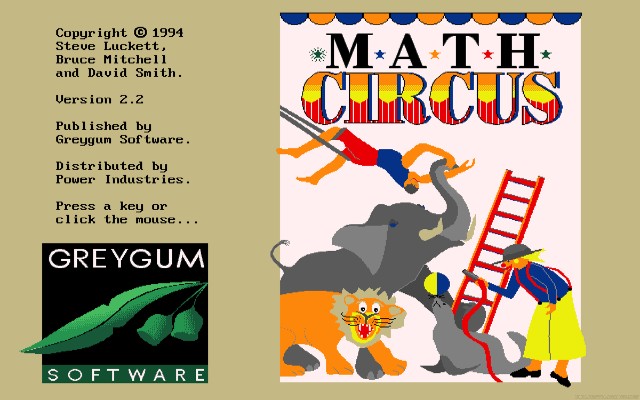 Copyright © 1994
Steve Luckett,
Bruce Mitchell
and David Smith.
Version 2.2
Published by
Greygum Software.
Distributed by
Power Industries.
Press a key or
click the mouse...
GREYGUM
SOFTWARE
MATH
CIRCUS